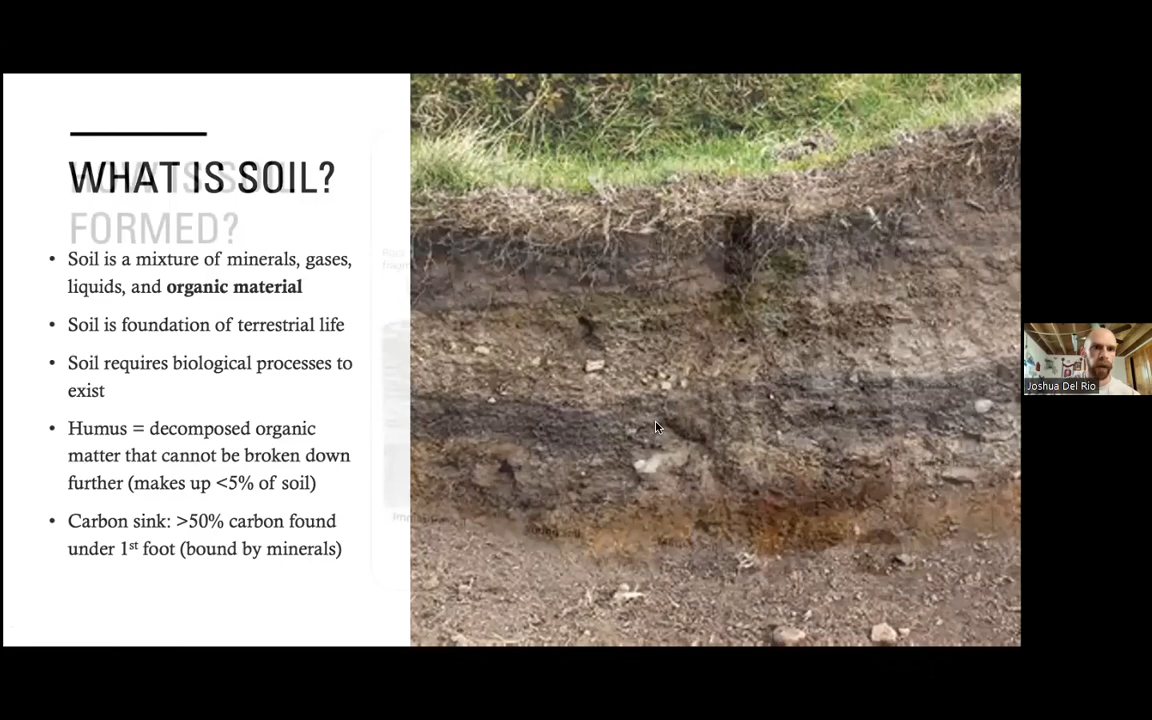 WHAT IS SOIL?
FORMED?
• Soil is a mixture of minerals, gases,
liquids, and organic material
• Soil is foundation of terrestrial life
• Soil requires biological processes to
exist
• Humus = decomposed organic
matter that cannot be broken down
further (makes up <5% of soil)
• Carbon sink: >50% carbon found
under 1st foot (bound by minerals)
Joshua Del Rio